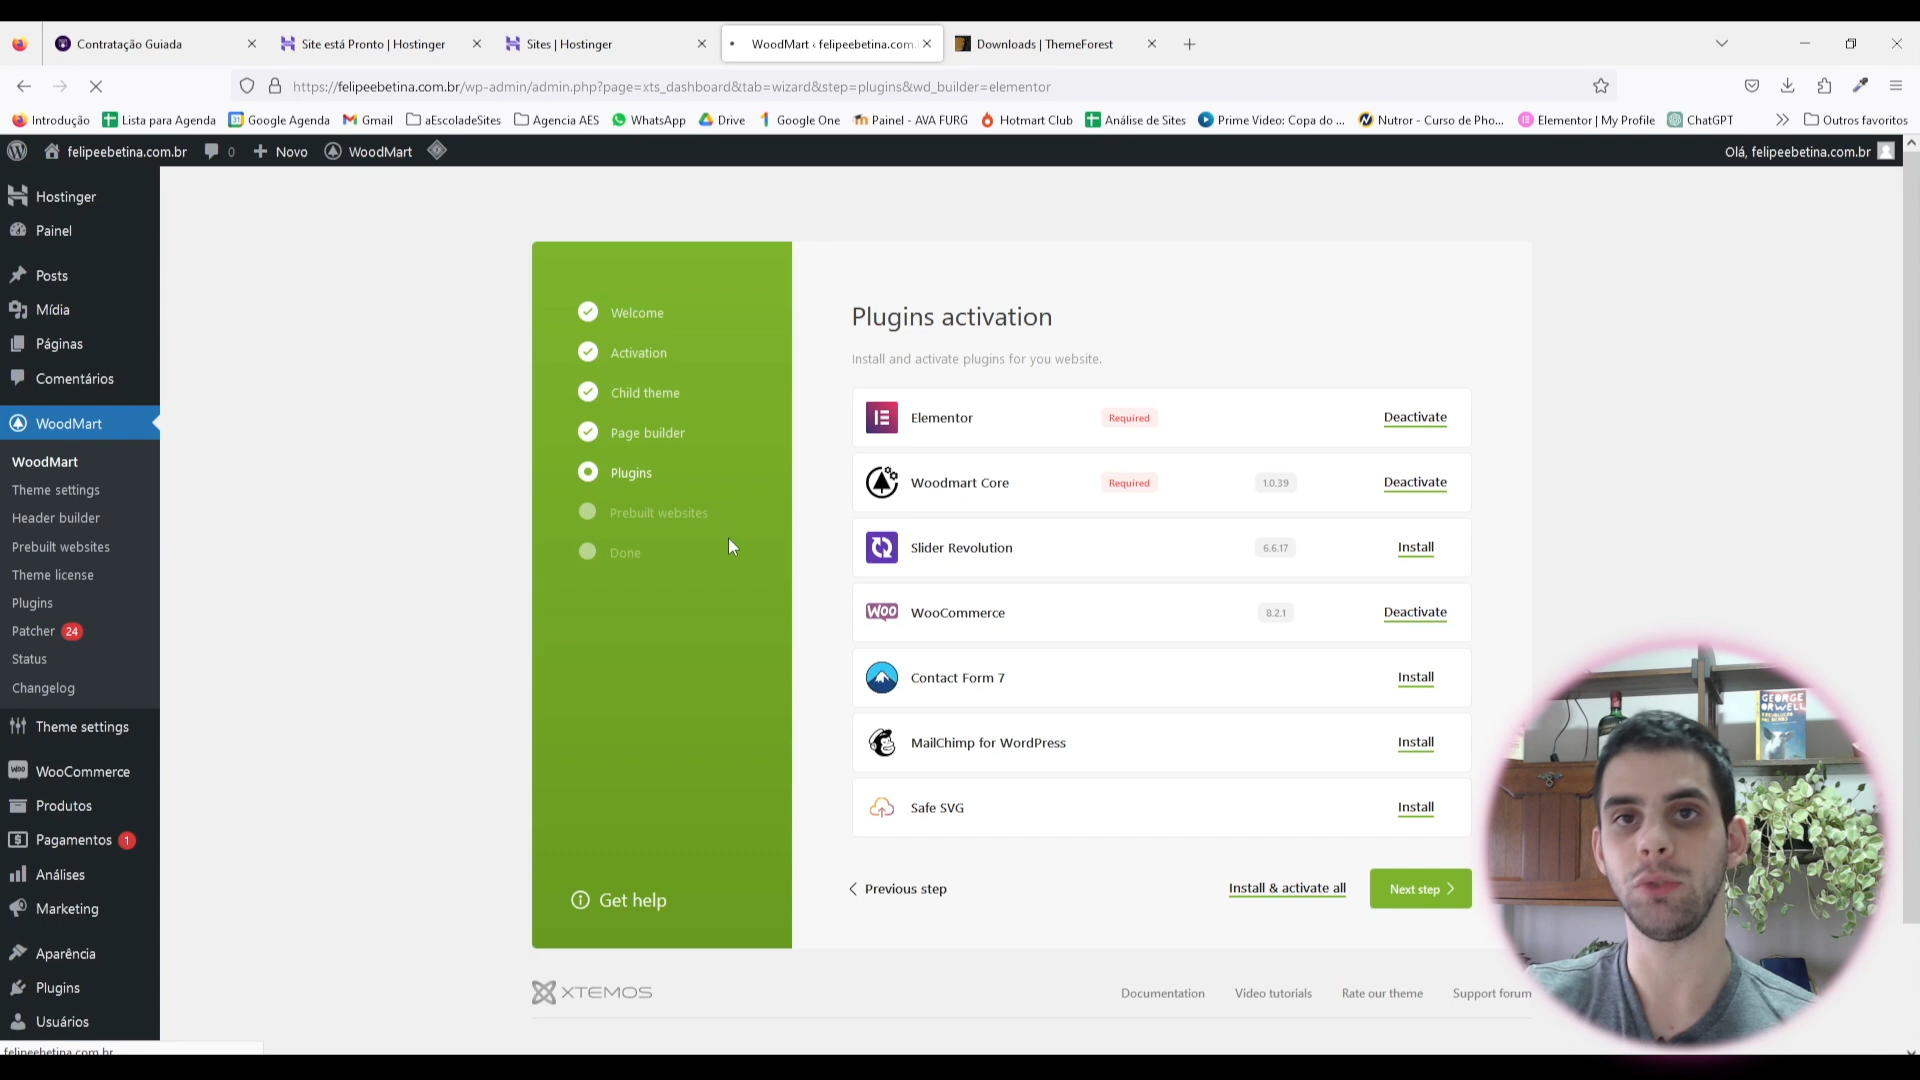 Contratação Guiada
Site está Pronto | Hostinger
Sites | Hostinger
WoodMart ‹ felipeebetina.com.
Downloads | ThemeForest
https://felipeebetina.com.br/wp-admin/admin.php?page=xts_dashboard&tab=wizard&step=plugins&wd_builder=elementor
Introdução
Lista para Agenda
Google Agenda
Gmail
aEscoladeSites
Agencia AES
WhatsApp
Drive
Google One
Painel - AVA FURG
Hotmart Club
Análise de Sites
Prime Video: Copa do ...
Nutror - Curso de Pho...
Elementor | My Profile
ChatGPT
Outros favoritos
felipeebetina.com.br
0
Novo
WoodMart
Olá, felipeebetina.com.br
Hostinger
Painel
Posts
Mídia
Páginas
Comentários
WoodMart
WoodMart
Theme settings
Header builder
Prebuilt websites
Theme license
Plugins
Patcher 24
Status
Changelog
Theme settings
WooCommerce
Produtos
Pagamentos 1
Análises
Marketing
Aparência
Plugins
Usuários
felipeebetina.com.br
Welcome
Activation
Child theme
Page builder
Plugins
Prebuilt websites
Done
Get help
Plugins activation
Install and activate plugins for you website.
Elementor Required Deactivate
Woodmart Core Required 1.0.39 Deactivate
Slider Revolution 6.6.17 Install
Woo WooCommerce 8.2.1 Deactivate
Contact Form 7 Install
MailChimp for WordPress Install
Safe SVG Install
Previous step
Install & activate all
Next step
XTEMOS
Documentation
Video tutorials
Rate our theme
Support forum
GEORGE
ORWELL